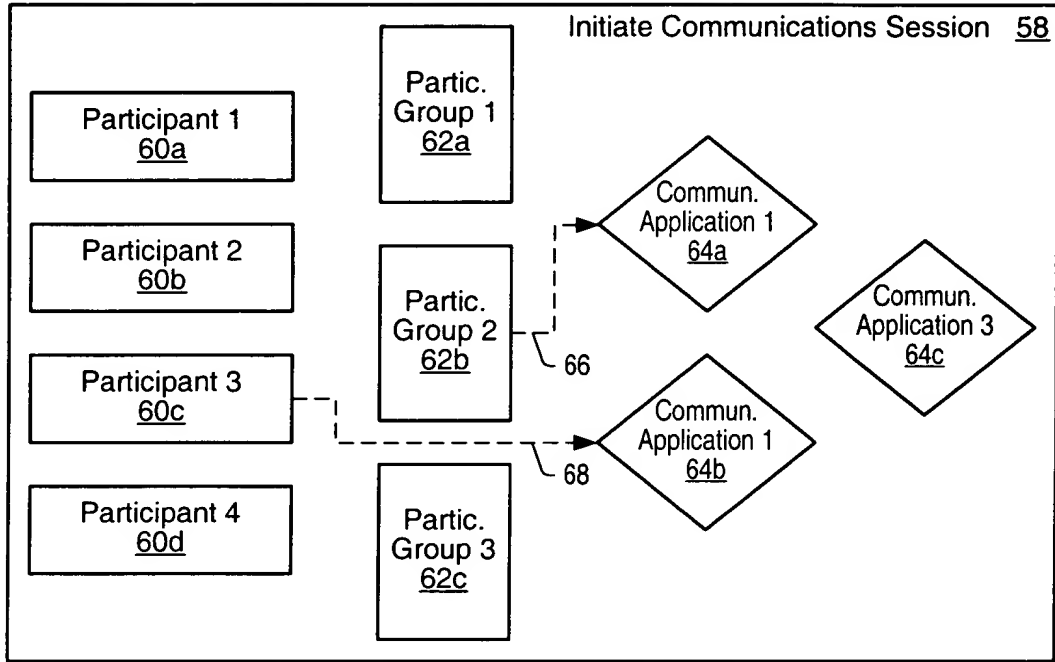 Initiate Communications Session 58
Participant 1
60a
Participant 2
60b
Participant 3
60c
Participant 4
60d
Partic.
Group 1
62a
Partic.
Group 2
62b
Partic.
Group 3
62c
Commun.
Application 1
64a
Commun.
Application 1
64b
Commun.
Application 3
64c
66
68